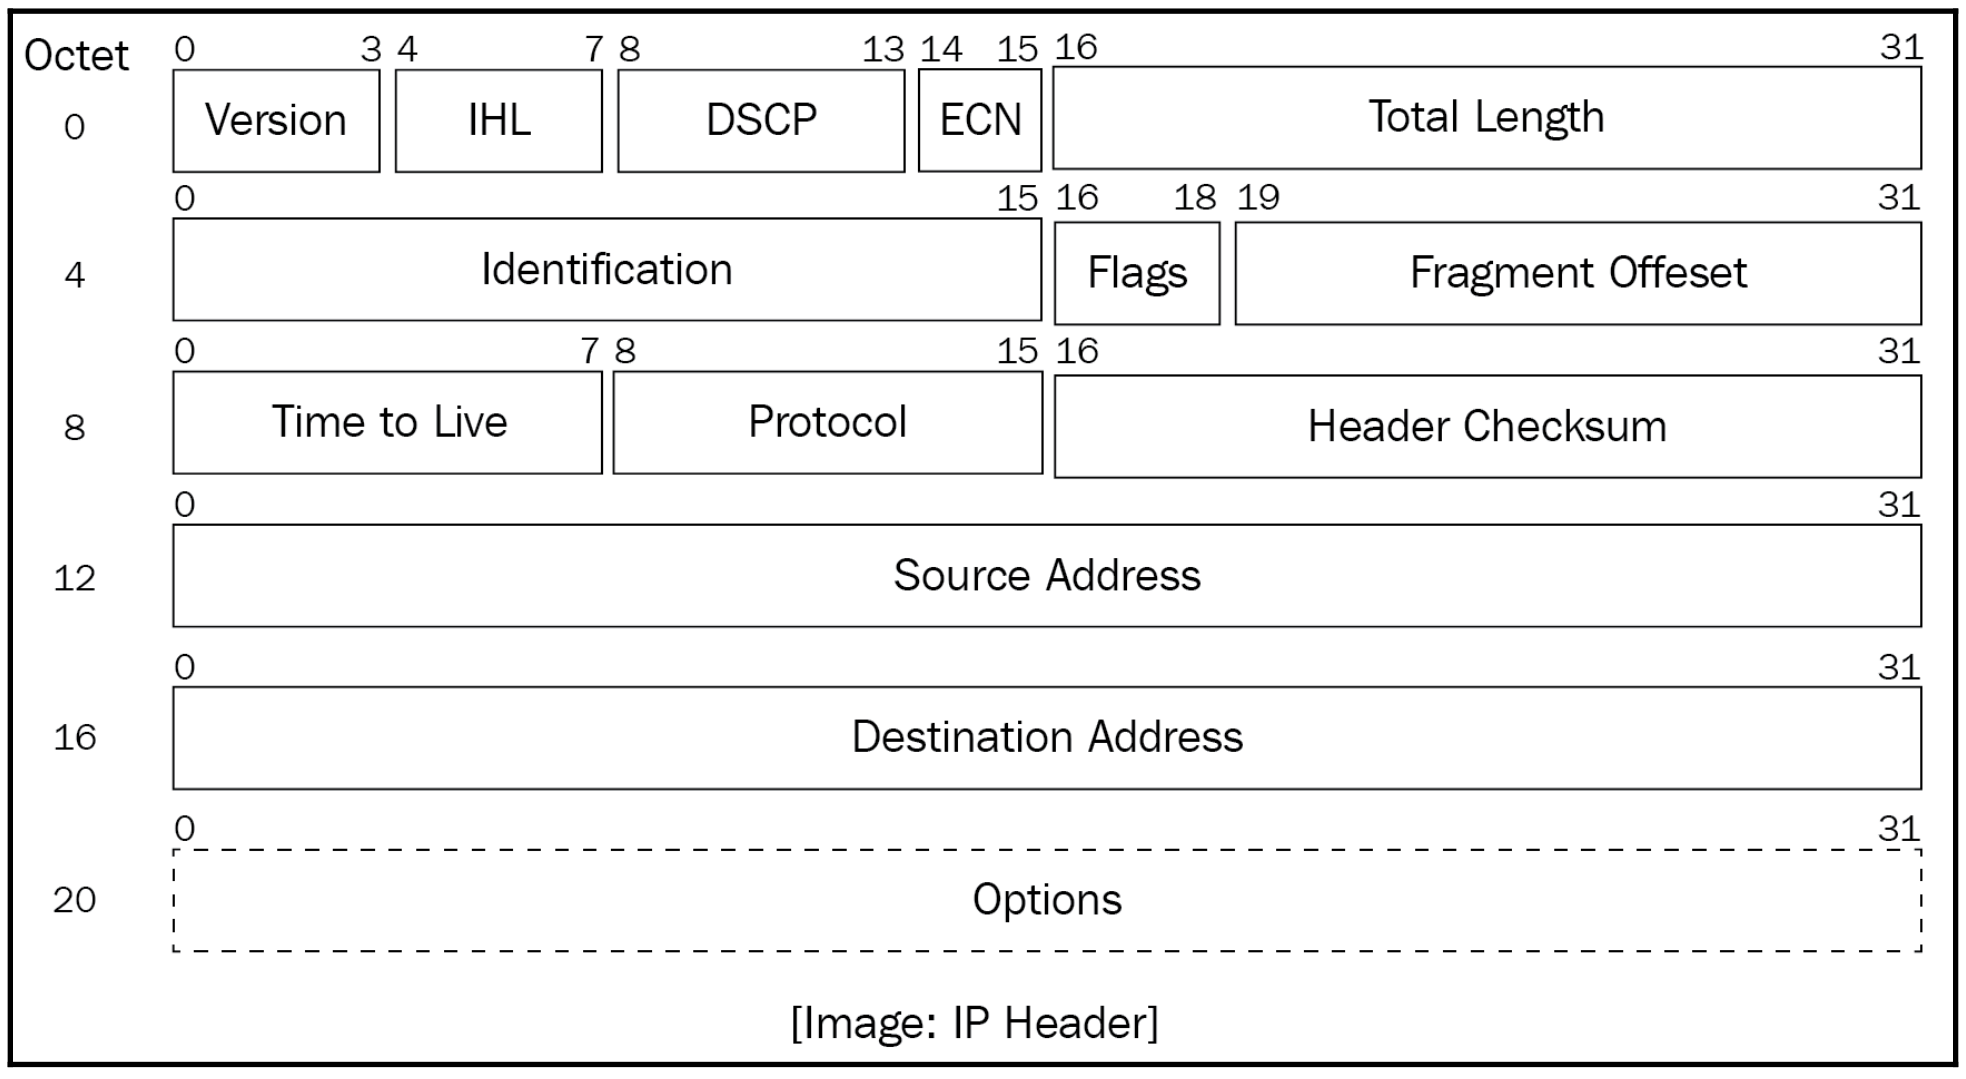 Octet 0 3 4 7 8 13 14 15 16 31
0 Version IHL DSCP ECN Total Length
0 15 16 18 19 31
4 Identification Flags Fragment Offeset
0 7 8 15 16 31
8 Time to Live Protocol Header Checksum
0 31
12 Source Address
0 31
16 Destination Address
0 31
20 Options
[Image: IP Header]